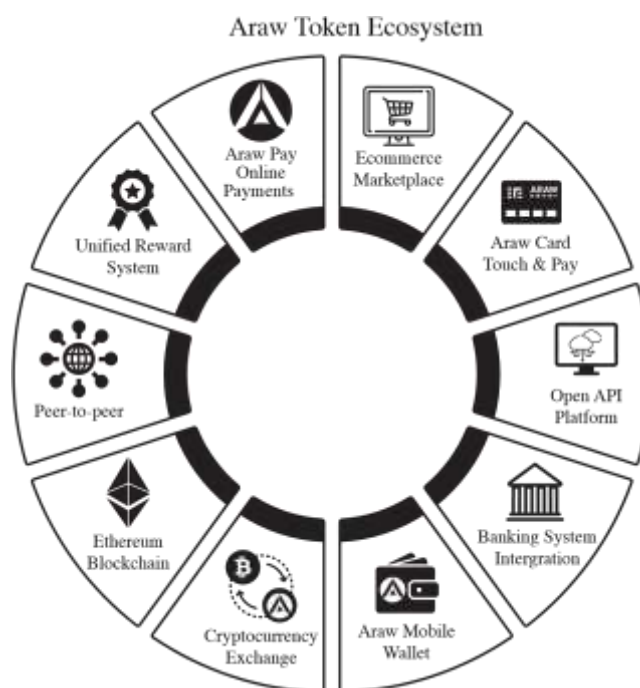 Araw Token Ecosystem
Araw Pay
Online
Payments
Ecommerce
Marketplace
ARAW
Araw Card
Touch & Pay
Open API
Platform
Banking System
Intergration
Araw Mobile
Wallet
Cryptocurrency
Exchange
Ethereum
Blockchain
Peer-to-peer
Unified Reward
System